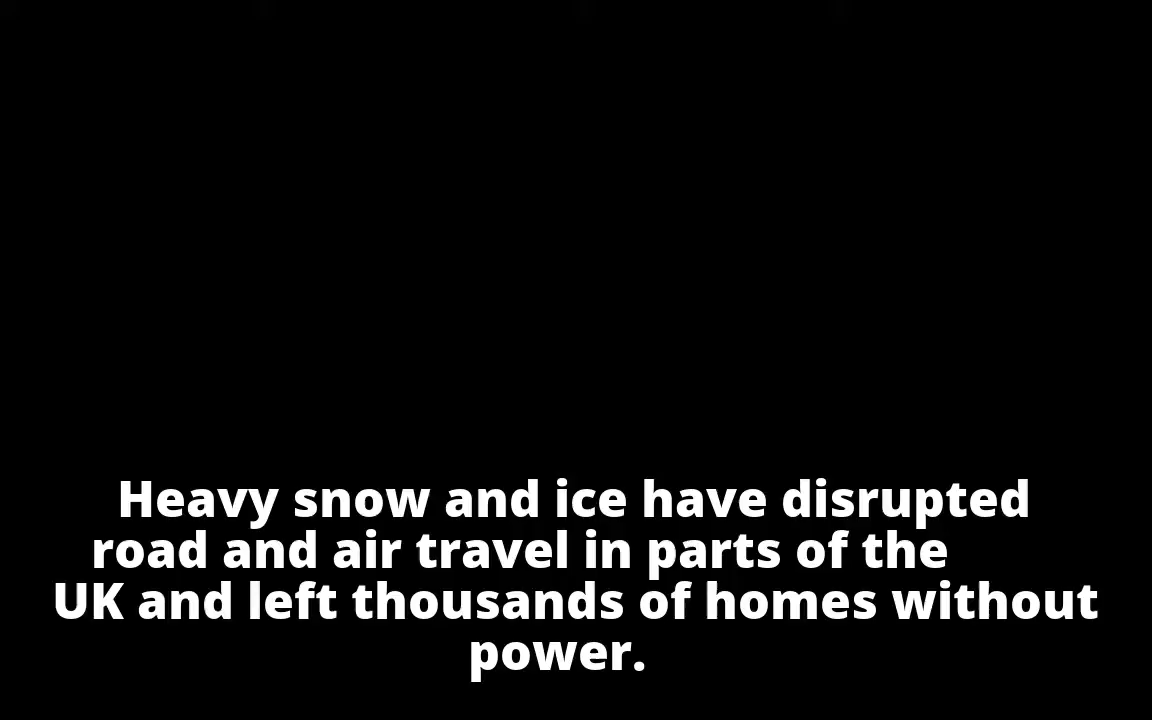 Heavy snow and ice have disrupted
road and air travel in parts of the
UK and left thousands of homes without
power.